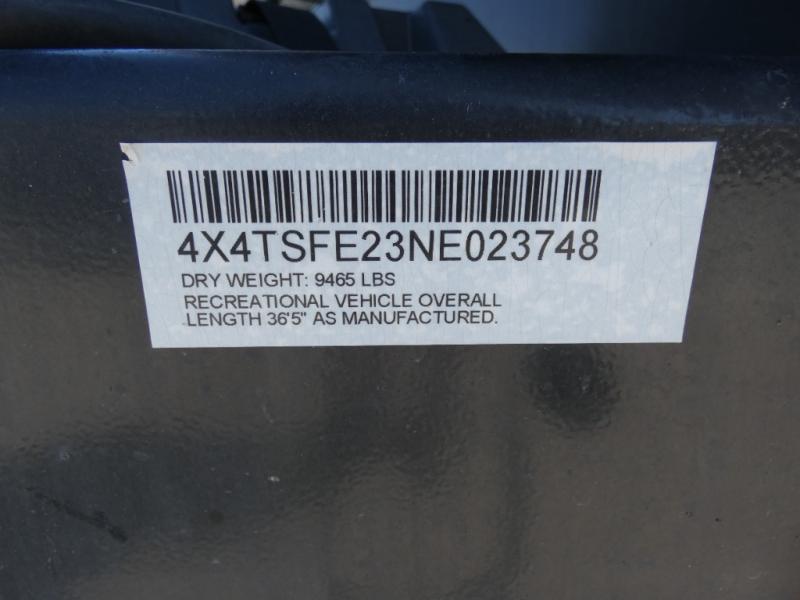 4X4TSFE23NE023748
DRY WEIGHT: 9465 LBS
RECREATIONAL VEHICLE OVERALL
LENGTH 36'5" AS MANUFACTURED.